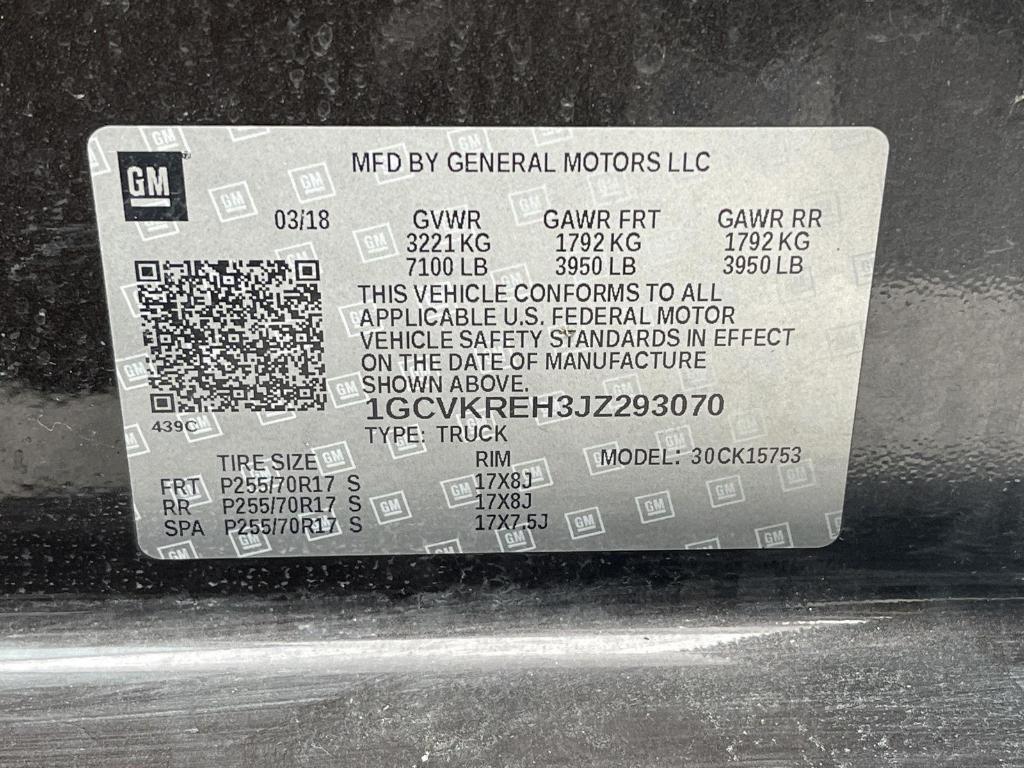 GM
MFD BY GENERAL MOTORS LLC
03/18 GVWR GAWR FRT GAWR RR
3221 KG 1792 KG 1792 KG
7100 LB 3950 LB 3950 LB
THIS VEHICLE CONFORMS TO ALL
APPLICABLE U.S. FEDERAL MOTOR
VEHICLE SAFETY STANDARDS IN EFFECT
ON THE DATE OF MANUFACTURE
SHOWN ABOVE.
1GCVKREH3JZ293070
439C
TYPE: TRUCK
TIRE SIZE RIM MODEL: 30CK15753
FRT P255/70R17 S 17X8J
RR P255/70R17 S 17X8J
SPA P255/70R17 S 17X7.5J